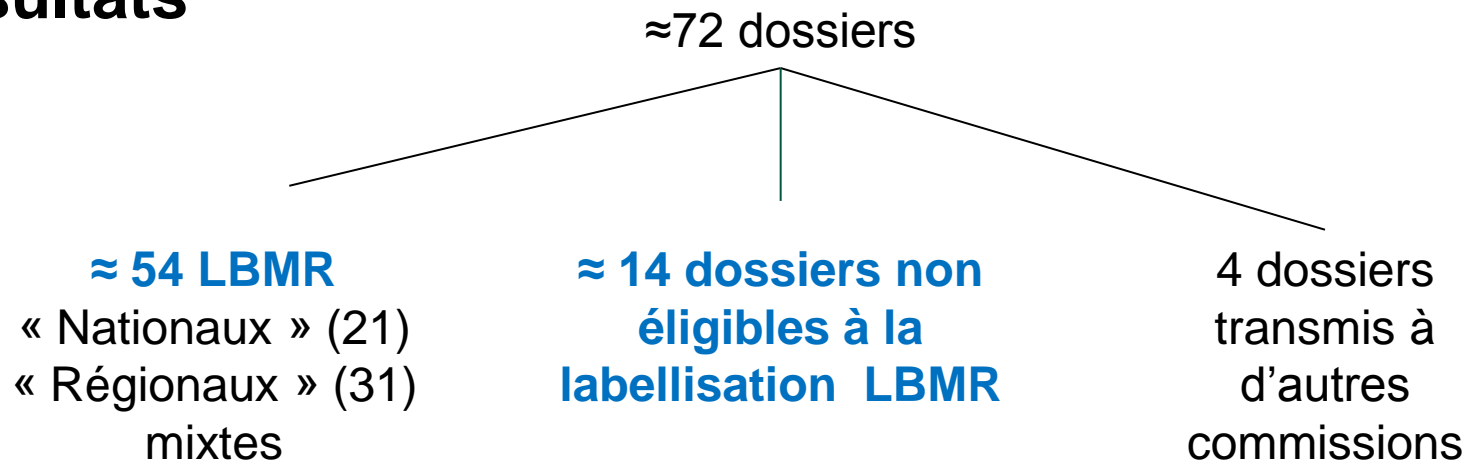 ≈72 dossiers
≈ 54 LBMR
« Nationaux » (21)
« Régionaux » (31)
mixtes
≈ 14 dossiers non
éligibles à la
labellisation LBMR
4 dossiers
transmis à
d'autres
commissions